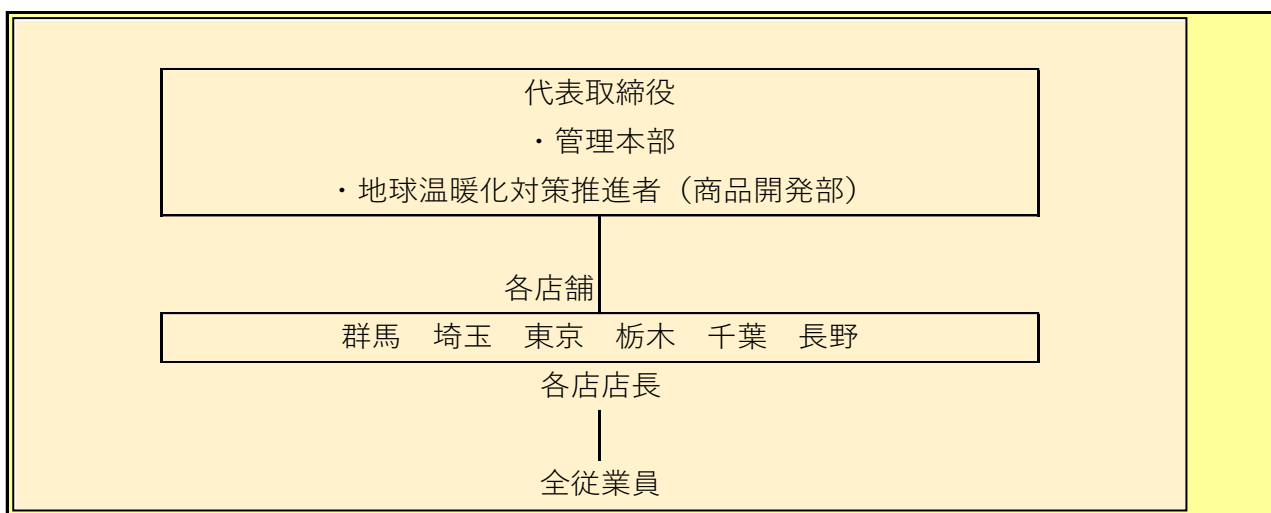 代表取締役
・管理本部
・地球温暖化対策推進者（商品開発部）
各店舗
群馬　埼玉　東京　栃木　千葉　長野
各店店長
全従業員